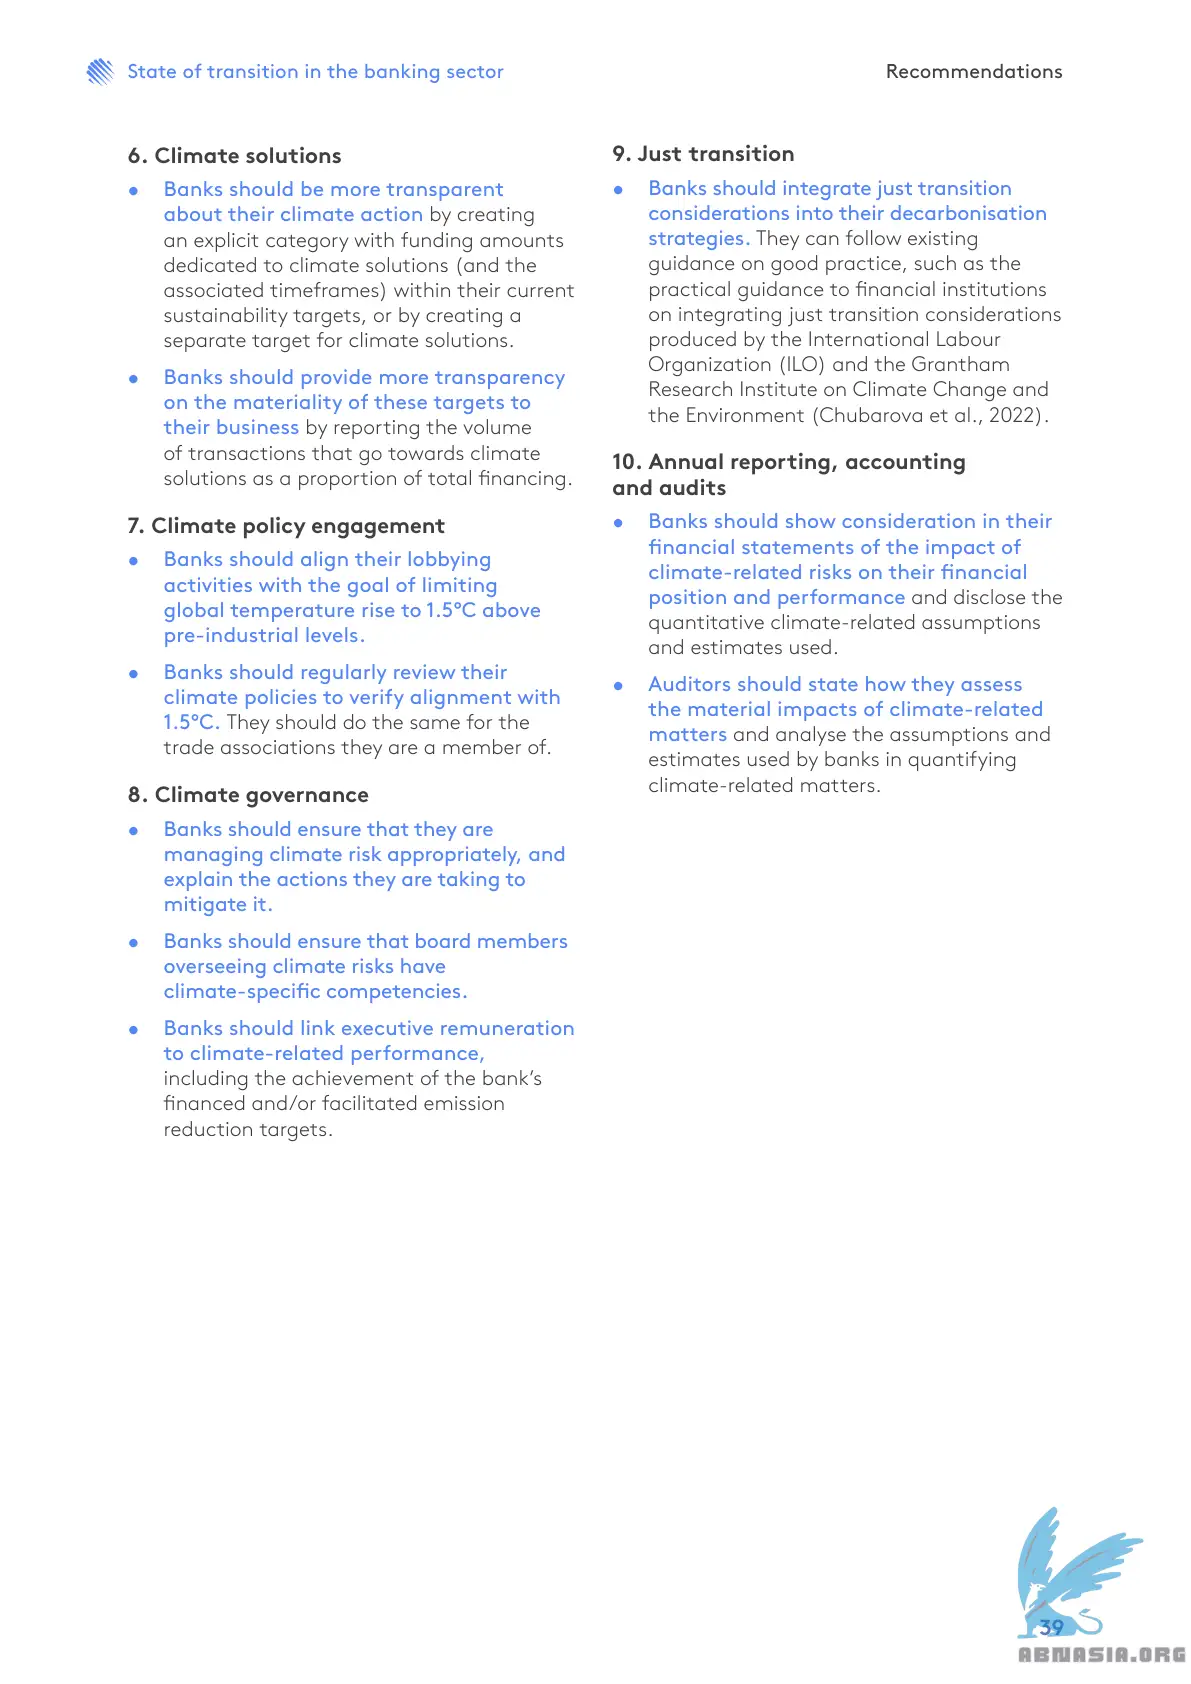 State of transition in the banking sector
Recommendations
6. Climate solutions
● Banks should be more transparent
about their climate action by creating
an explicit category with funding amounts
dedicated to climate solutions (and the
associated timeframes) within their current
sustainability targets, or by creating a
separate target for climate solutions.
● Banks should provide more transparency
on the materiality of these targets to
their business by reporting the volume
of transactions that go towards climate
solutions as a proportion of total financing.
7. Climate policy engagement
● Banks should align their lobbying
activities with the goal of limiting
global temperature rise to 1.5°C above
pre-industrial levels.
● Banks should regularly review their
climate policies to verify alignment with
1.5°C. They should do the same for the
trade associations they are a member of.
8. Climate governance
● Banks should ensure that they are
managing climate risk appropriately, and
explain the actions they are taking to
mitigate it.
● Banks should ensure that board members
overseeing climate risks have
climate-specific competencies.
● Banks should link executive remuneration
to climate-related performance,
including the achievement of the bank’s
financed and/or facilitated emission
reduction targets.
9. Just transition
● Banks should integrate just transition
considerations into their decarbonisation
strategies. They can follow existing
guidance on good practice, such as the
practical guidance to financial institutions
on integrating just transition considerations
produced by the International Labour
Organization (ILO) and the Grantham
Research Institute on Climate Change and
the Environment (Chubarova et al., 2022).
10. Annual reporting, accounting
and audits
● Banks should show consideration in their
financial statements of the impact of
climate-related risks on their financial
position and performance and disclose the
quantitative climate-related assumptions
and estimates used.
● Auditors should state how they assess
the material impacts of climate-related
matters and analyse the assumptions and
estimates used by banks in quantifying
climate-related matters.
39
ABNASIA.ORG